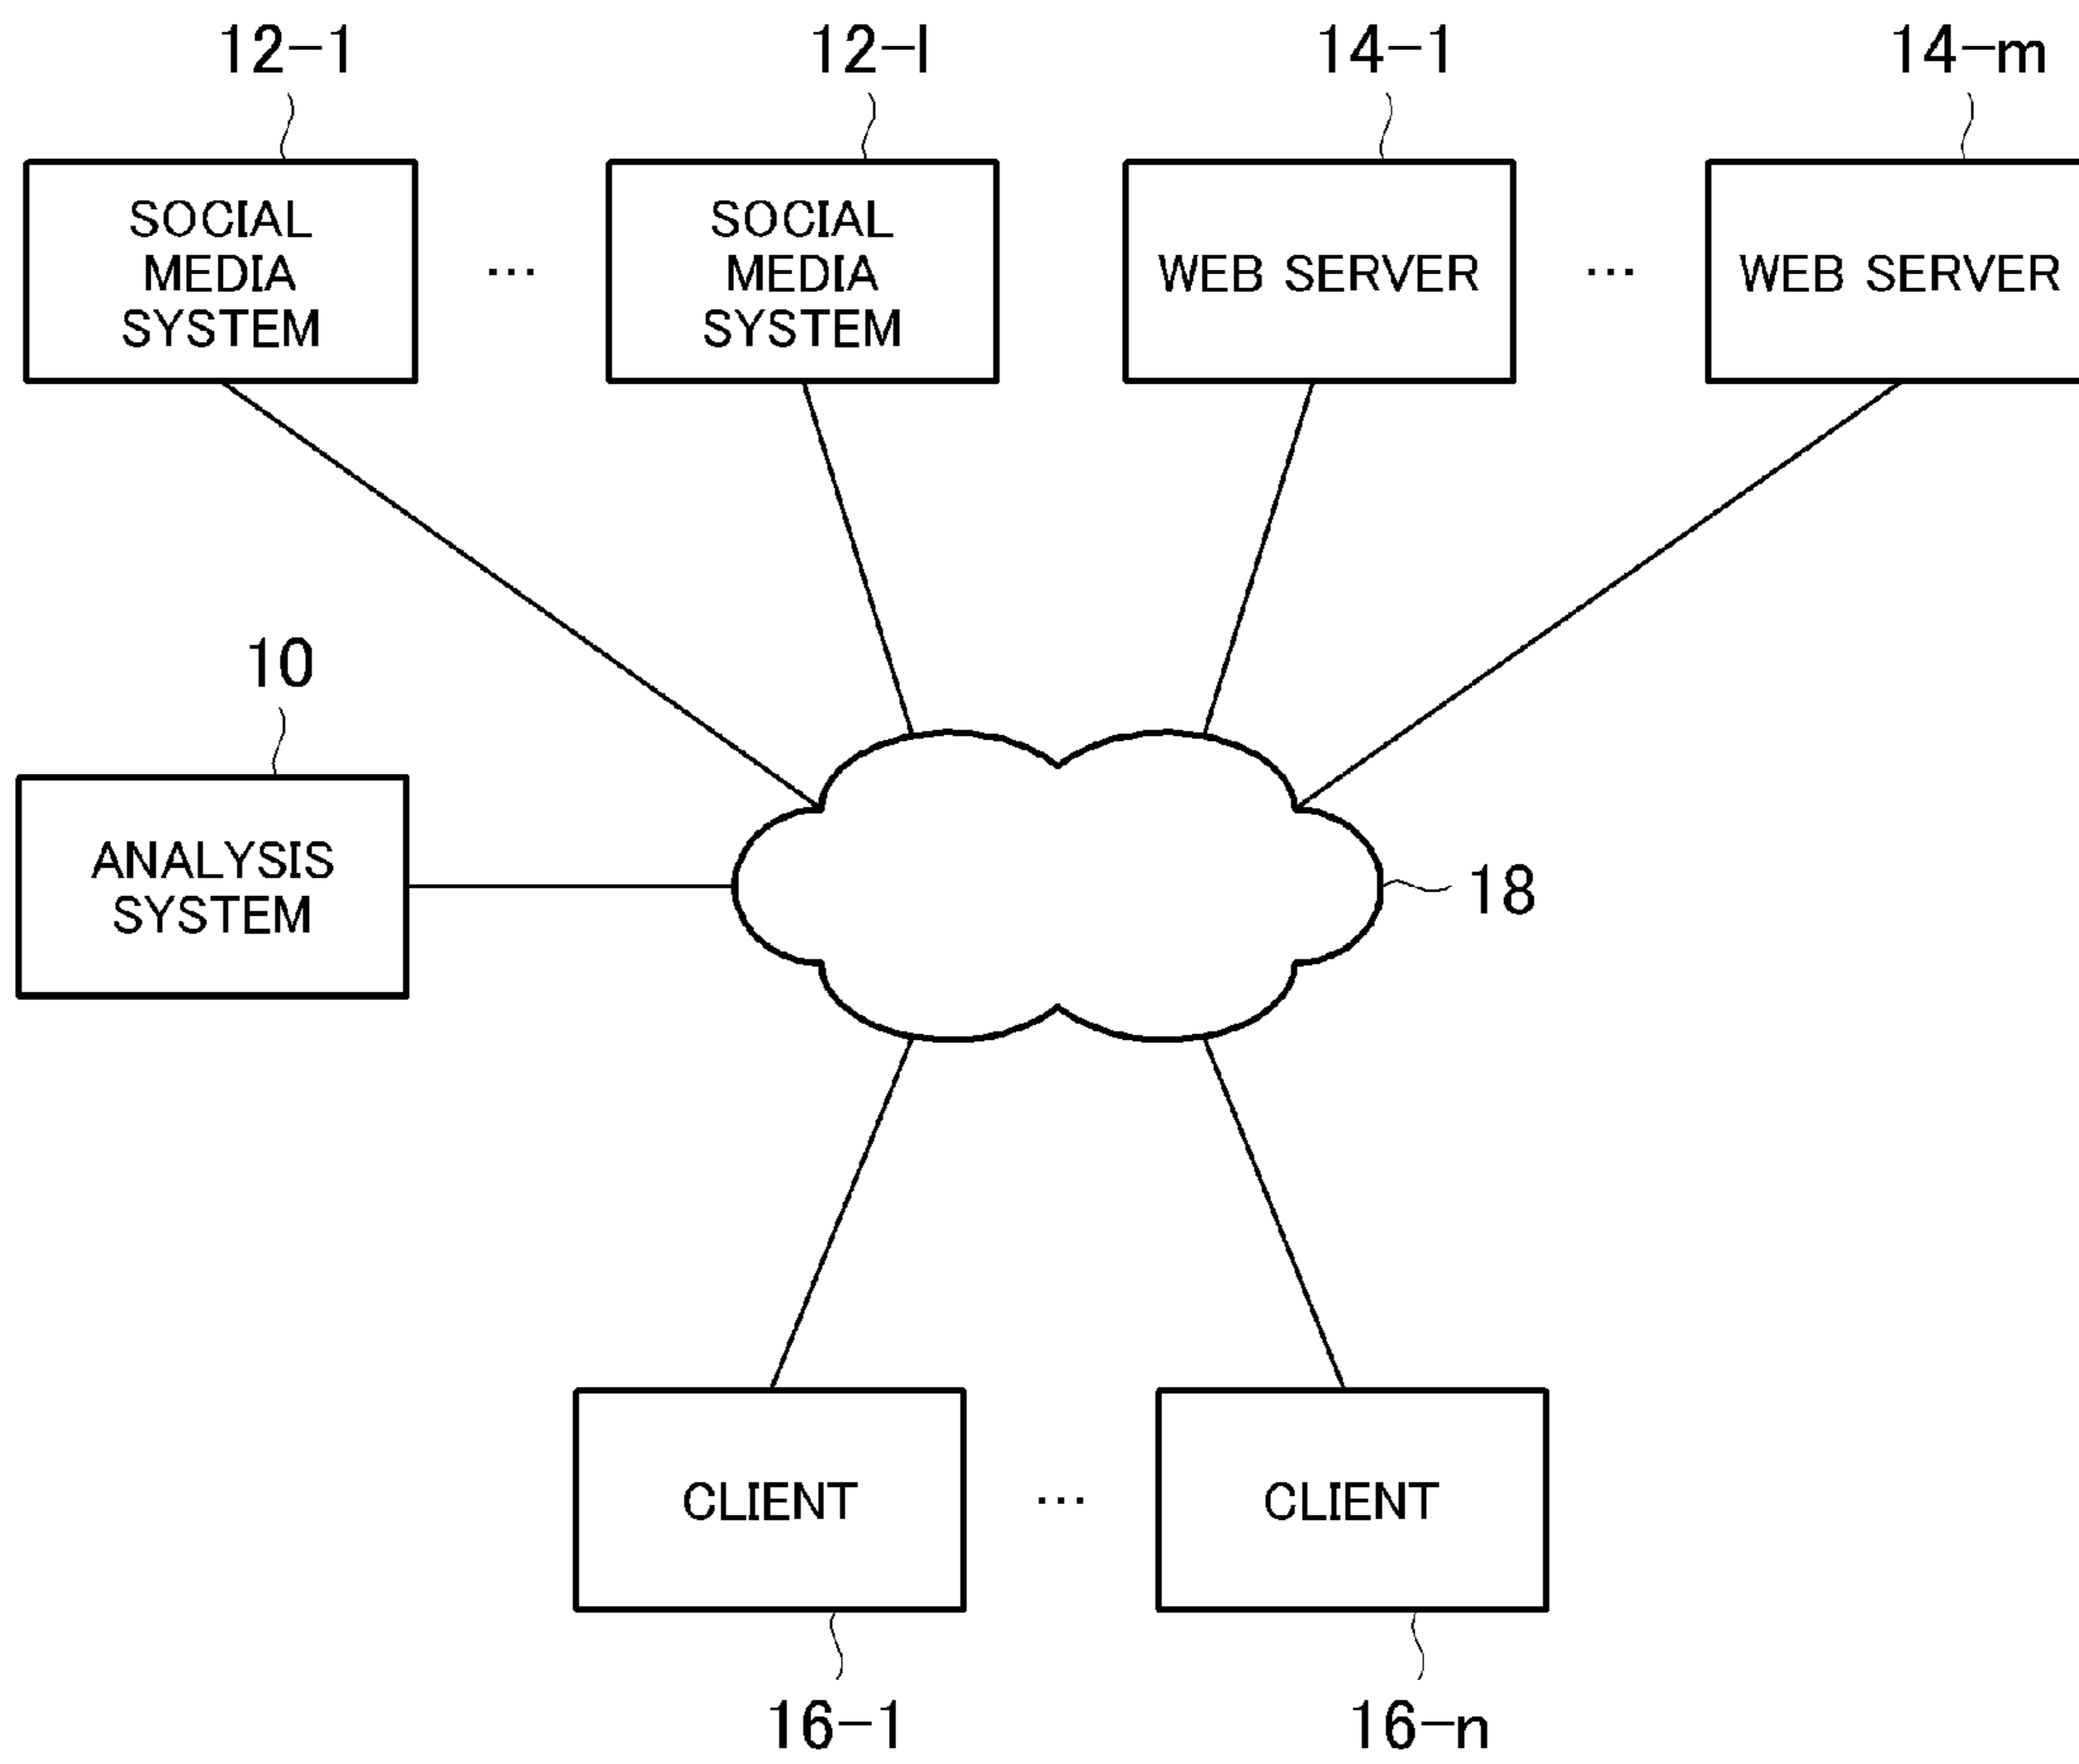 12-1
12-l
14-1
14-m
SOCIAL
MEDIA
SYSTEM
...
SOCIAL
MEDIA
SYSTEM
WEB SERVER
...
WEB SERVER
10
ANALYSIS
SYSTEM
18
CLIENT
...
CLIENT
16-1
16-n